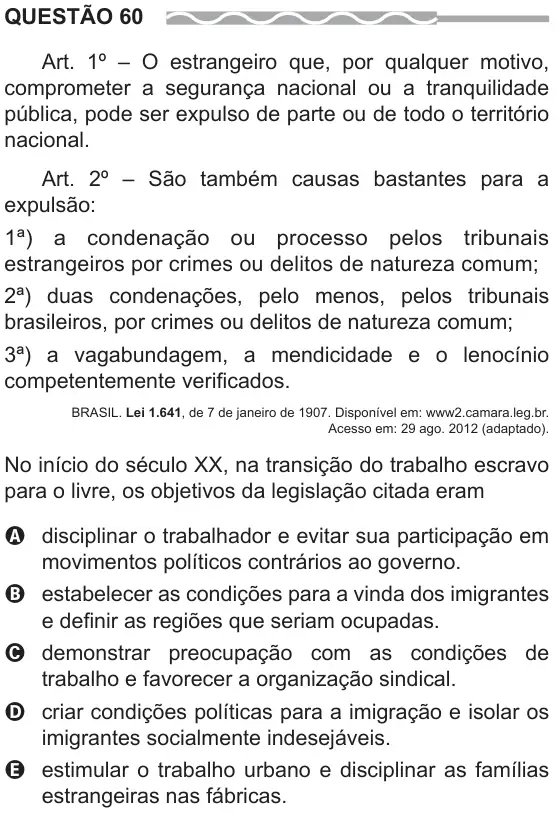 QUESTÃO 60
Art. 1º – O estrangeiro que, por qualquer motivo,
comprometer a segurança nacional ou a tranquilidade
pública, pode ser expulso de parte ou de todo o território
nacional.
Art. 2º – São também causas bastantes para a
expulsão:
1ª) a condenação ou processo pelos tribunais
estrangeiros por crimes ou delitos de natureza comum;
2ª) duas condenações, pelo menos, pelos tribunais
brasileiros, por crimes ou delitos de natureza comum;
3ª) a vagabundagem, a mendicidade e o lenocínio
competentemente verificados.
BRASIL. Lei 1.641, de 7 de janeiro de 1907. Disponível em: www2.camara.leg.br.
Acesso em: 29 ago. 2012 (adaptado).
No início do século XX, na transição do trabalho escravo
para o livre, os objetivos da legislação citada eram
A disciplinar o trabalhador e evitar sua participação em
movimentos políticos contrários ao governo.
B estabelecer as condições para a vinda dos imigrantes
e definir as regiões que seriam ocupadas.
C demonstrar preocupação com as condições de
trabalho e favorecer a organização sindical.
D criar condições políticas para a imigração e isolar os
imigrantes socialmente indesejáveis.
E estimular o trabalho urbano e disciplinar as famílias
estrangeiras nas fábricas.